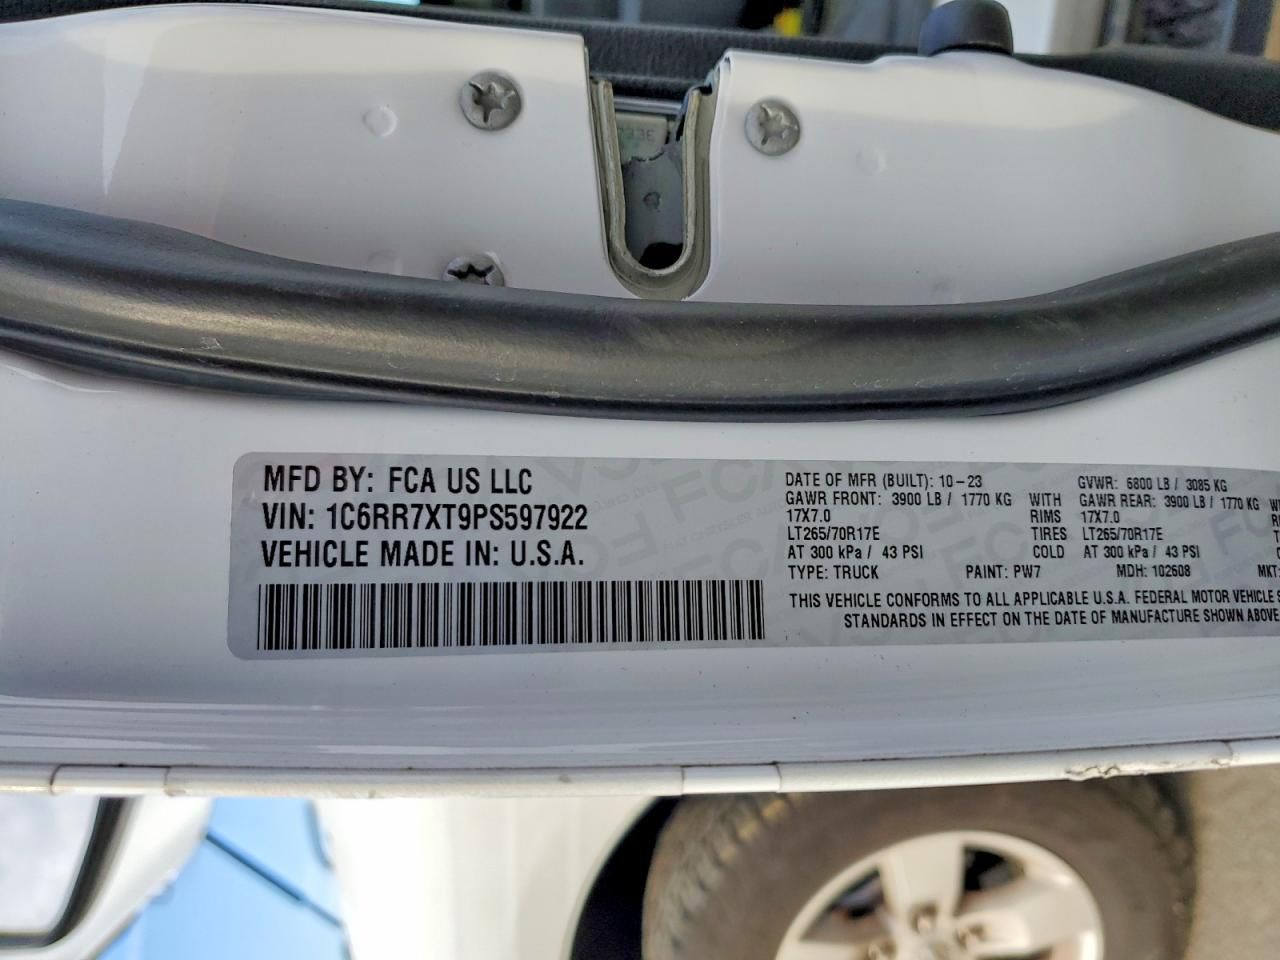 MFD BY: FCA US LLC
VIN: 1C6RR7XT9PS597922
VEHICLE MADE IN: U.S.A.
DATE OF MFR (BUILT): 10-23 GVWR: 6800 LB / 3085 KG
GAWR FRONT: 3900 LB / 1770 KG WITH GAWR REAR: 3900 LB / 1770 KG
17X7.0 RIMS 17X7.0
LT265/70R17E TIRES LT265/70R17E
AT 300 kPa / 43 PSI COLD AT 300 kPa / 43 PSI
TYPE: TRUCK PAINT: PW7 MDH: 102608 MKT:
THIS VEHICLE CONFORMS TO ALL APPLICABLE U.S.A. FEDERAL MOTOR VEHICLE S
STANDARDS IN EFFECT ON THE DATE OF MANUFACTURE SHOWN ABOVE.